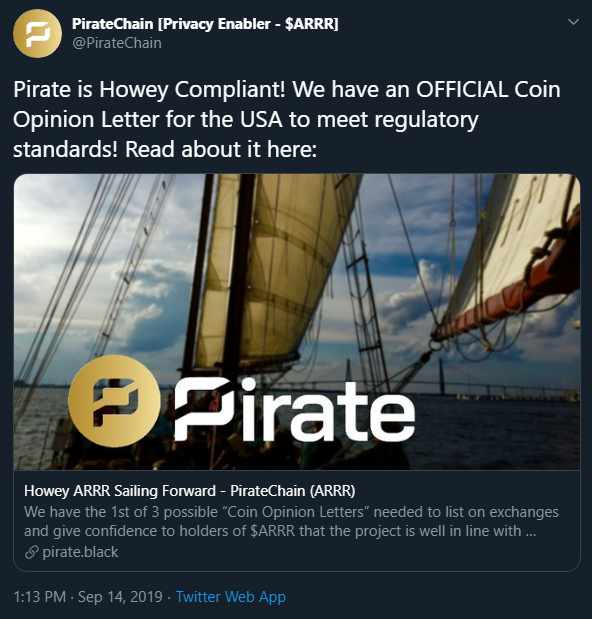 PirateChain [Privacy Enabler - $ARRR]
@PirateChain
Pirate is Howey Compliant! We have an OFFICIAL Coin
Opinion Letter for the USA to meet regulatory
standards! Read about it here:
Pirate
Howey ARRR Sailing Forward - PirateChain (ARRR)
We have the 1st of 3 possible “Coin Opinion Letters” needed to list on exchanges
and give confidence to holders of $ARRR that the project is well in line with ...
pirate.black
1:13 PM · Sep 14, 2019 · Twitter Web App